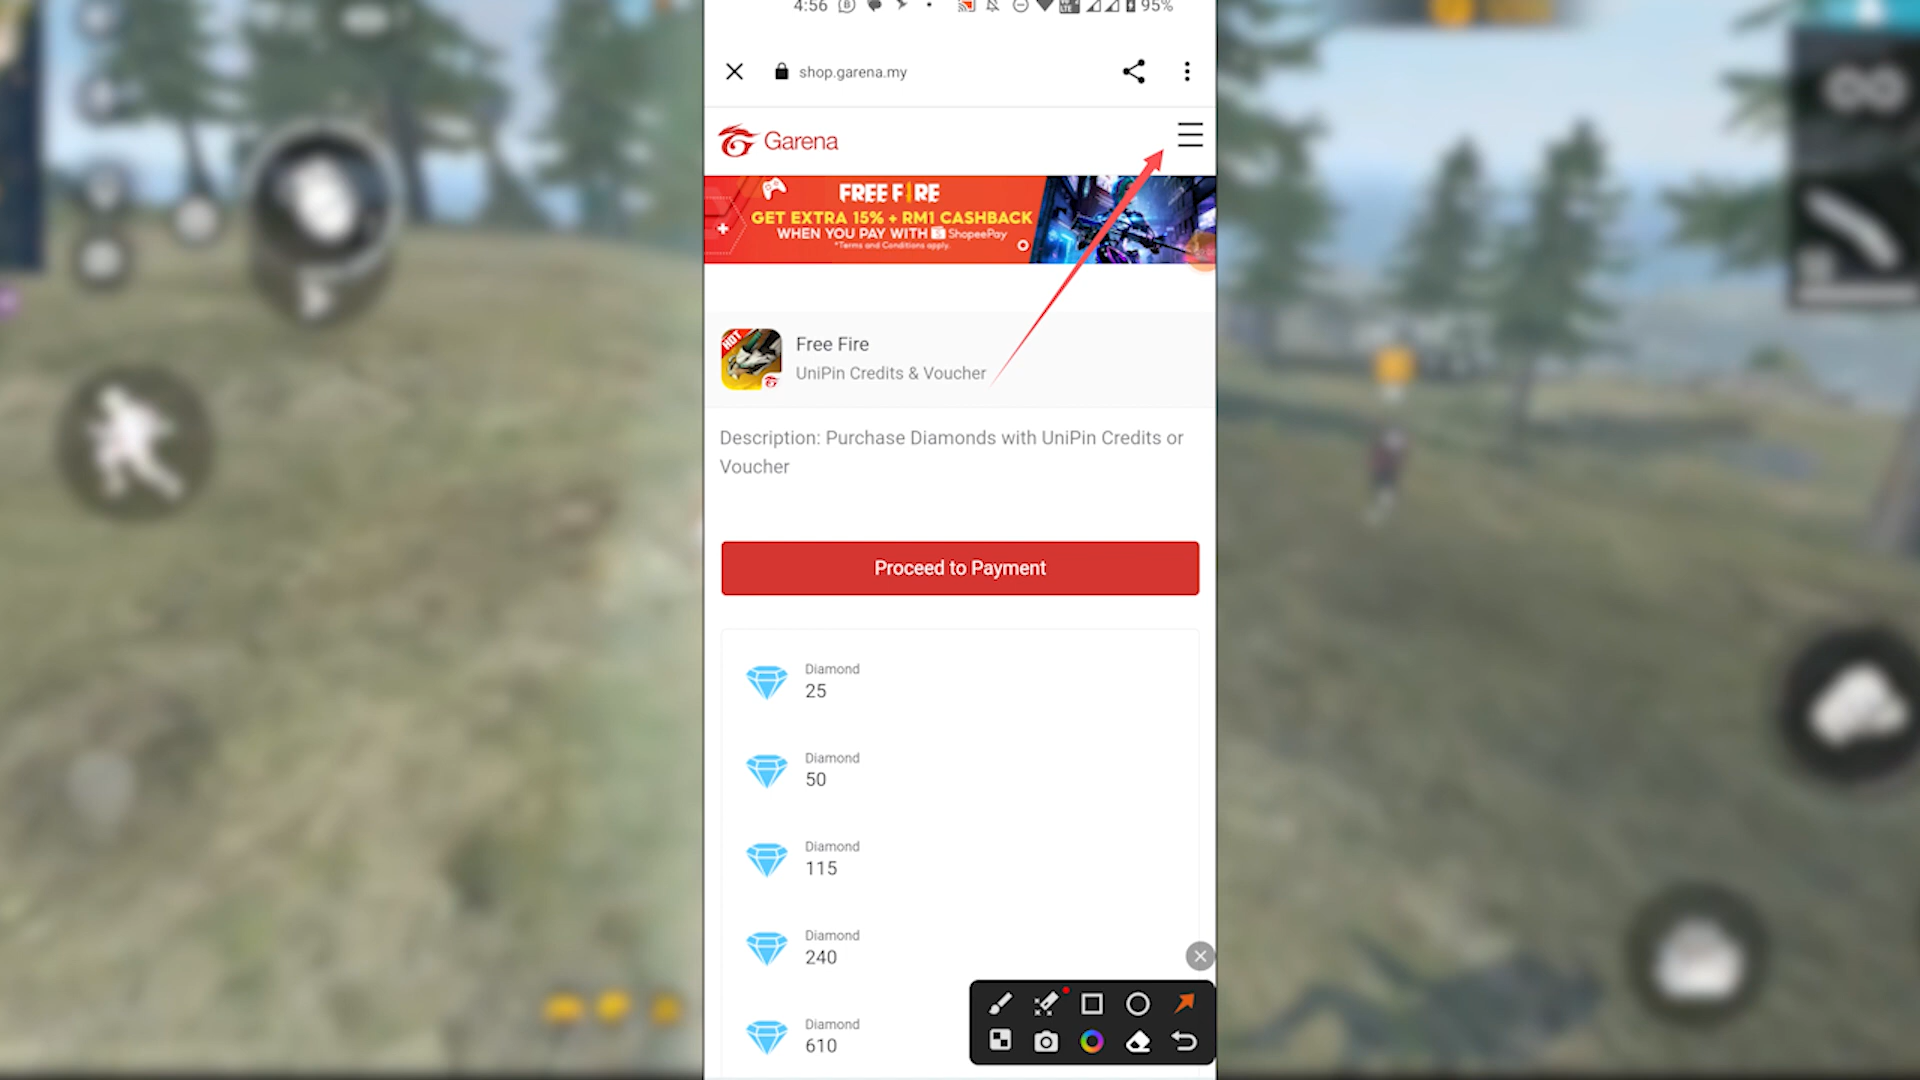 4:56
95%
shop.garena.my
Garena
FREE FIRE
GET EXTRA 15% + RM1 CASHBACK
WHEN YOU PAY WITH ShopeePay
*Terms and Conditions apply.
HOT
Free Fire
UniPin Credits & Voucher
Description: Purchase Diamonds with UniPin Credits or
Voucher
Proceed to Payment
Diamond
25
Diamond
50
Diamond
115
Diamond
240
Diamond
610